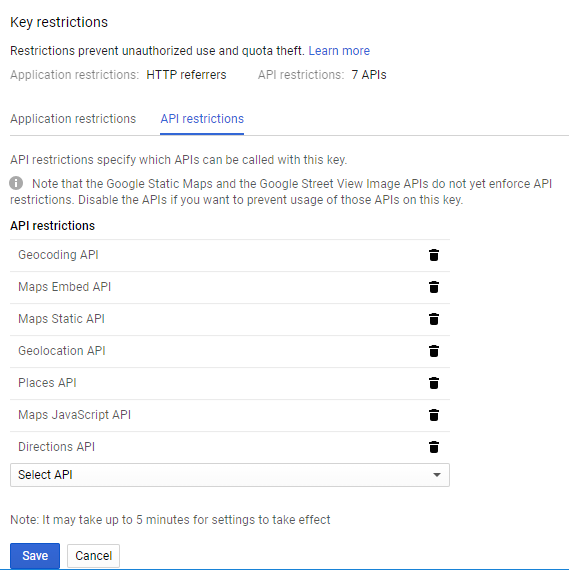 Key restrictions
Restrictions prevent unauthorized use and quota theft. Learn more
Application restrictions: HTTP referrers API restrictions: 7 APIs
Application restrictions API restrictions
API restrictions specify which APIs can be called with this key.
Note that the Google Static Maps and the Google Street View Image APIs do not yet enforce API
restrictions. Disable the APIs if you want to prevent usage of those APIs on this key.
API restrictions
Geocoding API
Maps Embed API
Maps Static API
Geolocation API
Places API
Maps JavaScript API
Directions API
Select API
Note: It may take up to 5 minutes for settings to take effect
Save Cancel